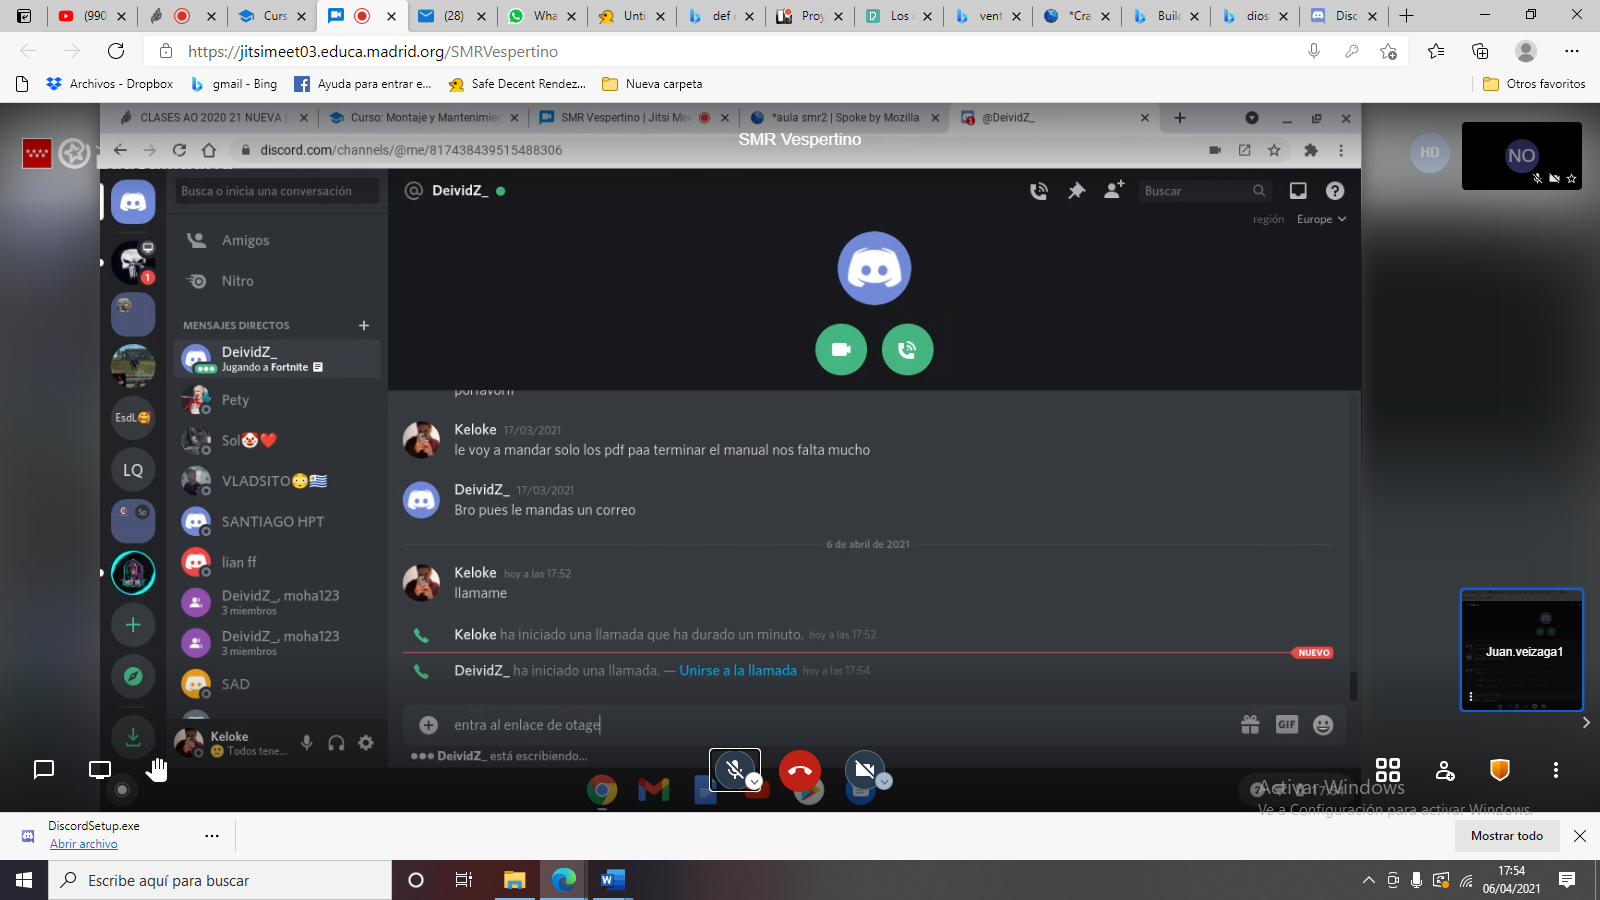 (990
Curs
(28)
Wha
Unti
def c
Proy
Los r
vent
*Cra
Build
dios
Disc
https://jitsimeet03.educa.madrid.org/SMRVespertino
Archivos - Dropbox
gmail - Bing
Ayuda para entrar e...
Safe Decent Rendez...
Nueva carpeta
Otros favoritos
CLASES AO 2020 21 NUEVA
Curso: Montaje y Mantenimien
SMR Vespertino | Jitsi Me
*aula smr2 | Spoke by Mozilla
@DeividZ_
SMR Vespertino
discord.com/channels/@me/817438439515488306
HD
NO
Busca o inicia una conversación
@ DeividZ_
Buscar
región Europe
Amigos
Nitro
1
MENSAJES DIRECTOS
DeividZ_
Jugando a Fortnite
Pety
EsdL🥰
Sol🤡❤️
LQ
VLADSITO😳🇺🇾
Sp
SANTIAGO HPT
lian ff
DeividZ_, moha123
3 miembros
DeividZ_, moha123
3 miembros
SAD
Keloke
Todos tene...
porfavorrr
Keloke 17/03/2021
le voy a mandar solo los pdf paa terminar el manual nos falta mucho
DeividZ_ 17/03/2021
Bro pues le mandas un correo
6 de abril de 2021
Keloke hoy a las 17:52
llamame
Keloke ha iniciado una llamada que ha durado un minuto. hoy a las 17:52
NUEVO
DeividZ_ ha iniciado una llamada. — Unirse a la llamada hoy a las 17:54
entra al enlace de otage
GIF
DeividZ_ está escribiendo...
Juan.veizaga1
Activar Windows
Ve a Configuración para activar Windows.
DiscordSetup.exe
Abrir archivo
Mostrar todo
Escribe aquí para buscar
17:54
06/04/2021